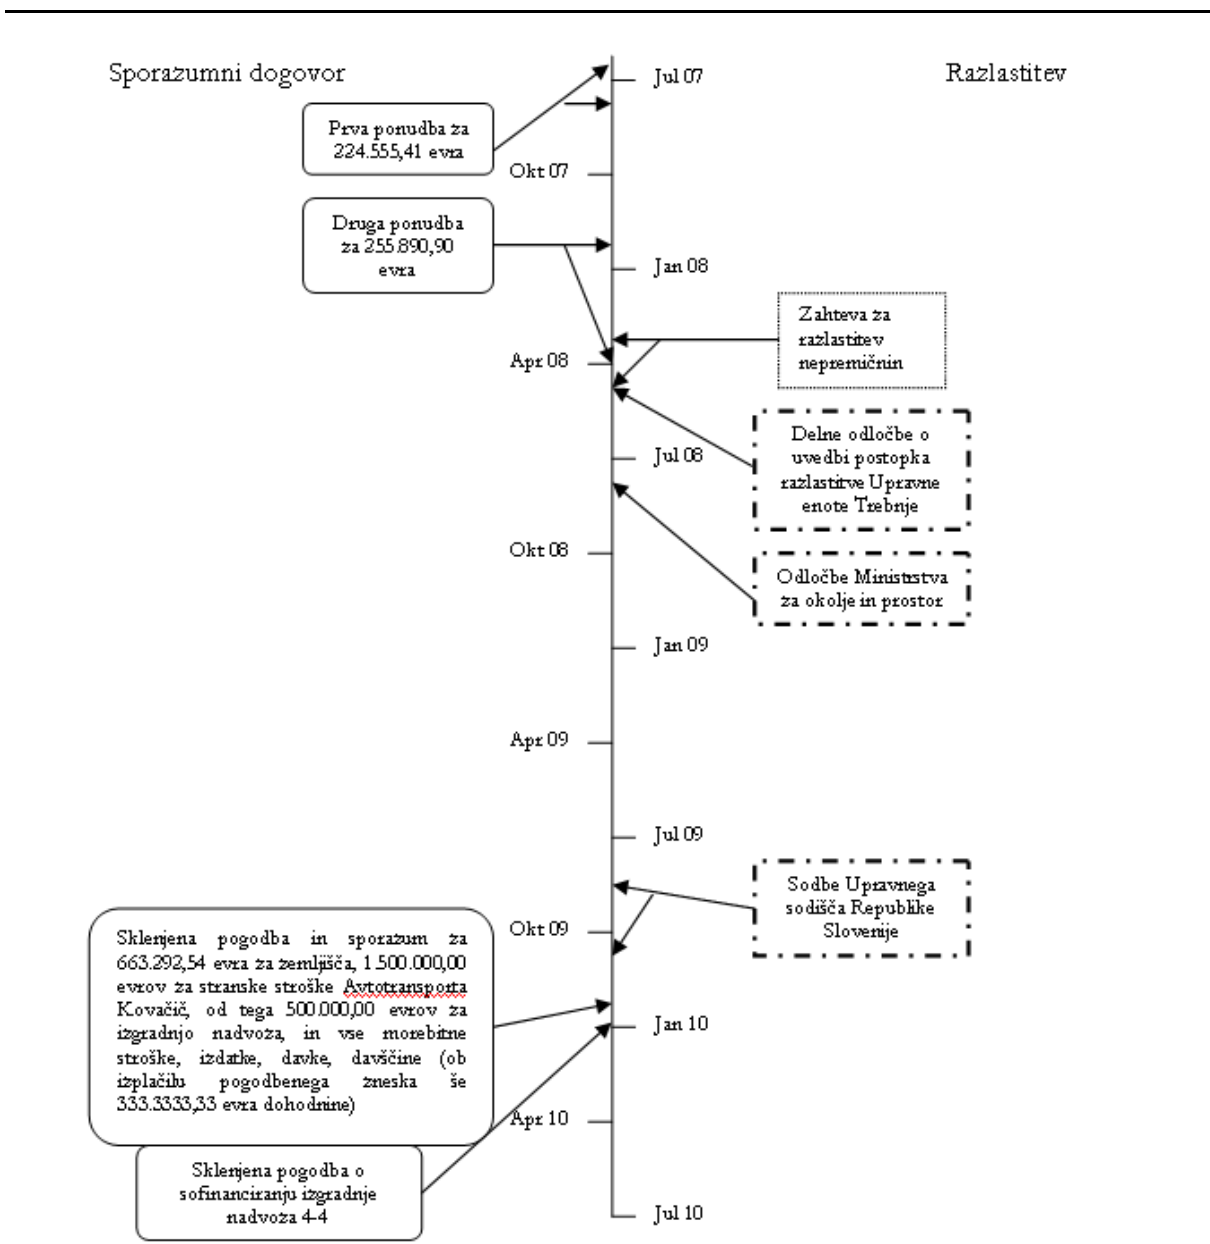 Sporazumni dogovor
Razlastitev
Jul 07
Prva ponudba za
224.555,41 evra
Okt 07
Druga ponudba
za 255.890,90
evra
Jan 08
Zahteva za
razlastitev
nepremičnin
Apr 08
Delne odločbe o
uvedbi postopka
razlastitve Upravne
enote Trebnje
Jul 08
Okt 08
Odločbe Ministrstva
za okolje in prostor
Jan 09
Apr 09
Jul 09
Sodbe Upravnega
sodišča Republike
Slovenije
Okt 09
Sklenjena pogodba in sporazum za
663.292,54 evra za zemljišča, 1.500.000,00
evrov za stranske stroške Avtotransporta
Kovačič, od tega 500.000,00 evrov za
izgradnjo nadvoza, in vse morebitne
stroške, izdatke, davke, davščine (ob
izplačilu pogodbenega zneska še
333.3333,33 evra dohodnine)
Jan 10
Apr 10
Sklenjena pogodba o
sofinanciranju izgradnje
nadvoza 4-4
Jul 10